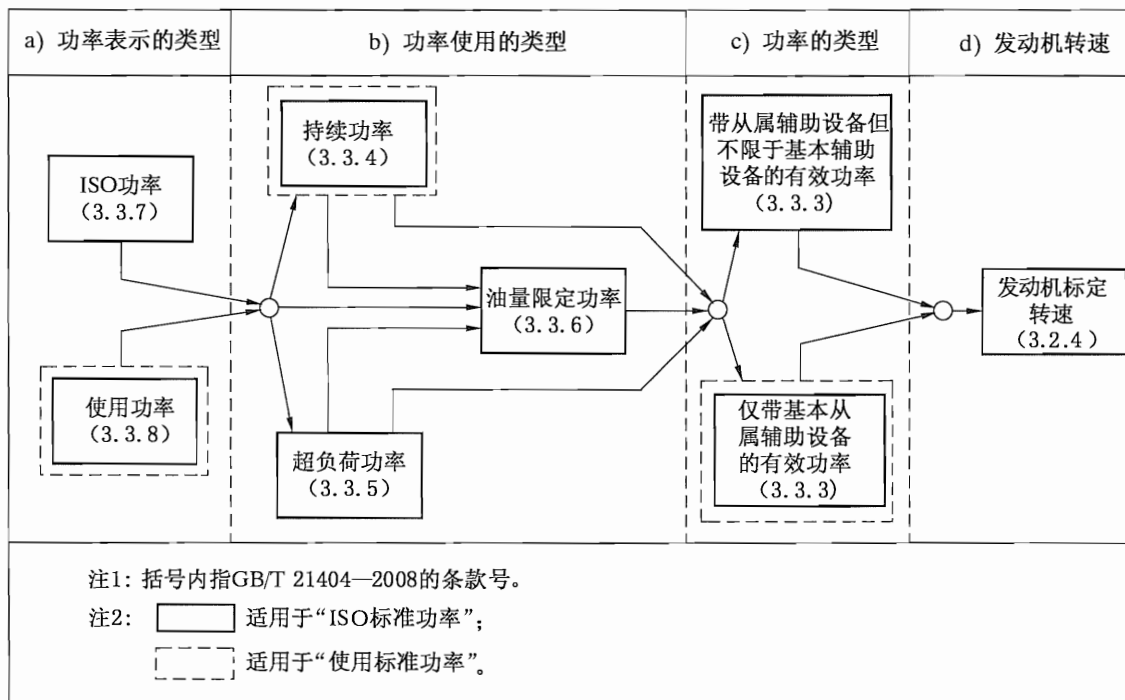 a) 功率表示的类型
b) 功率使用的类型
c) 功率的类型
d) 发动机转速
ISO功率
(3.3.7)
使用功率
(3.3.8)
持续功率
(3.3.4)
油量限定功率
(3.3.6)
超负荷功率
(3.3.5)
带从属辅助设备但
不限于基本辅助
设备的有效功率
(3.3.3)
仅带基本从
属辅助设备
的有效功率
(3.3.3)
发动机标定
转速
(3.2.4)
注1: 括号内指GB/T 21404—2008的条款号。
注2: 适用于“ISO标准功率”;
适用于“使用标准功率”。